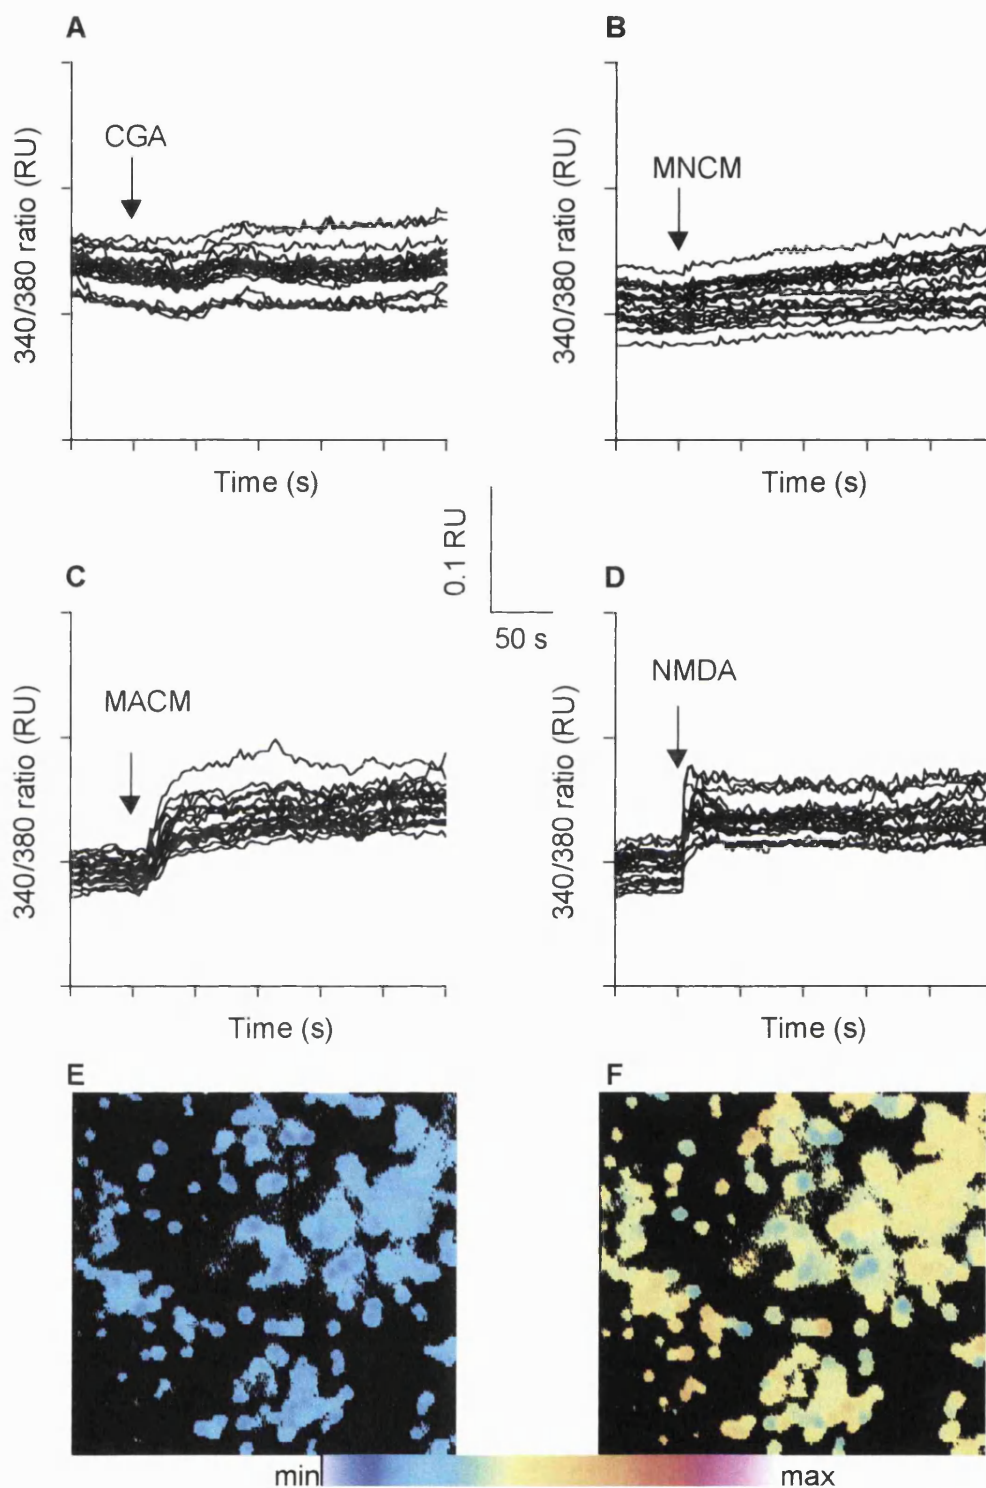 A
B
CGA
MNCM
340/380 ratio (RU)
340/380 ratio (RU)
Time (s)
Time (s)
0.1 RU
50 s
C
D
MACM
NMDA
340/380 ratio (RU)
340/380 ratio (RU)
Time (s)
Time (s)
E
F
min
max